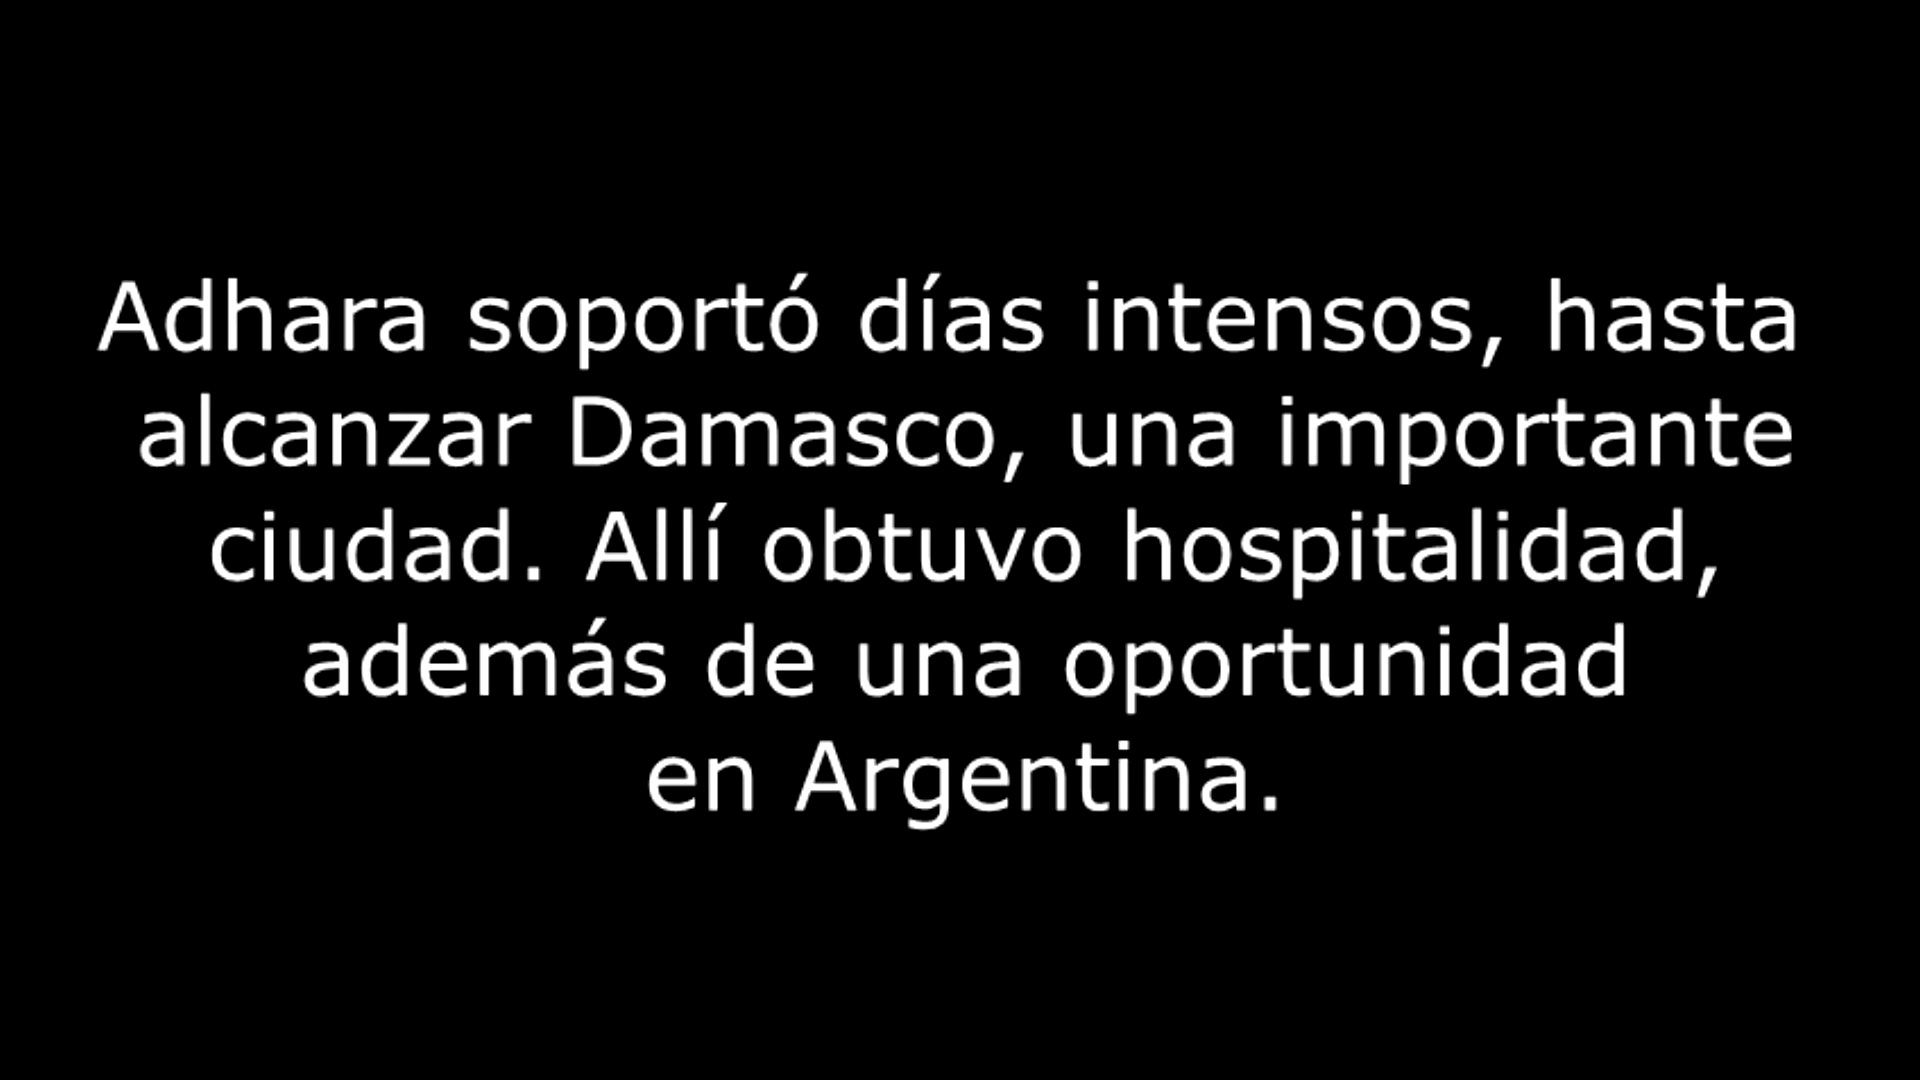 Adhara soportó días intensos, hasta
alcanzar Damasco, una importante
ciudad. Allí obtuvo hospitalidad,
además de una oportunidad
en Argentina.